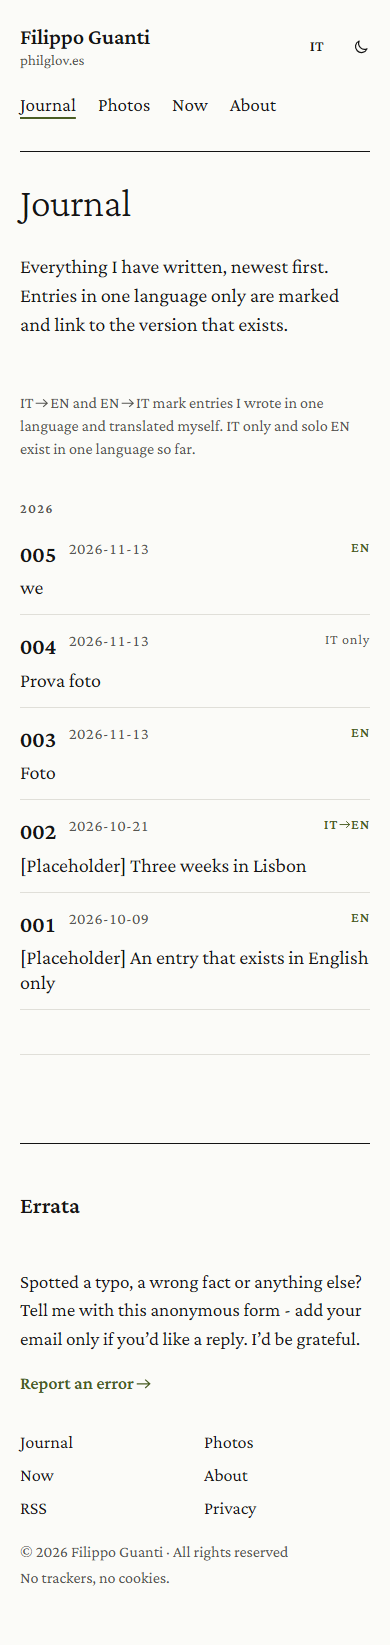 Filippo Guanti
philglov.es
IT
Journal Photos Now About
Journal
Everything I have written, newest first.
Entries in one language only are marked
and link to the version that exists.
IT→EN and EN→IT mark entries I wrote in one
language and translated myself. IT only and solo EN
exist in one language so far.
2026
005 2026-11-13 EN
we
004 2026-11-13 IT only
Prova foto
003 2026-11-13 EN
Foto
002 2026-10-21 IT→EN
[Placeholder] Three weeks in Lisbon
001 2026-10-09 EN
[Placeholder] An entry that exists in English
only
Errata
Spotted a typo, a wrong fact or anything else?
Tell me with this anonymous form - add your
email only if you’d like a reply. I’d be grateful.
Report an error→
Journal Photos
Now About
RSS Privacy
© 2026 Filippo Guanti · All rights reserved
No trackers, no cookies.